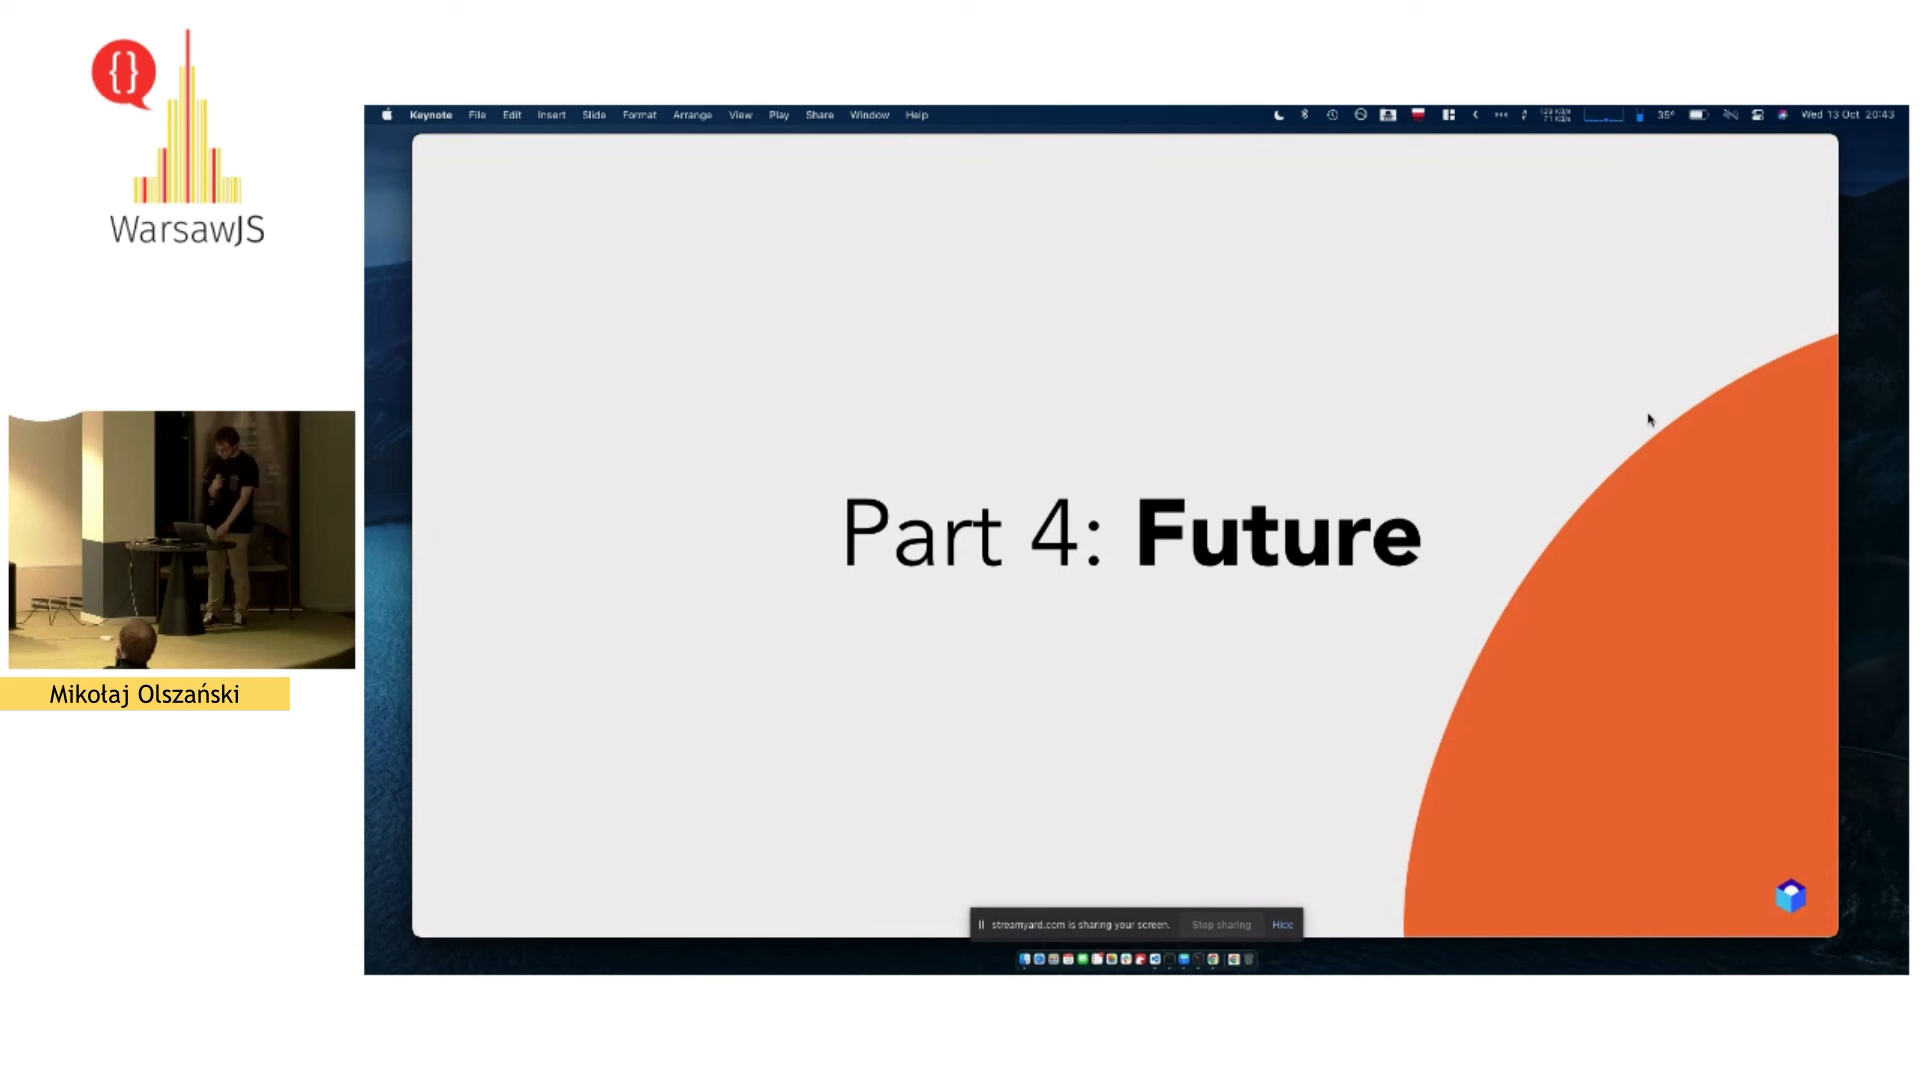 {}
WarsawJS
Keynote File Edit Insert Slide Format Arrange View Play Share Window Help
35° Wed 13 Oct 20:43
Part 4: Future
Mikołaj Olszański
streamyard.com is sharing your screen. Stop sharing Hide